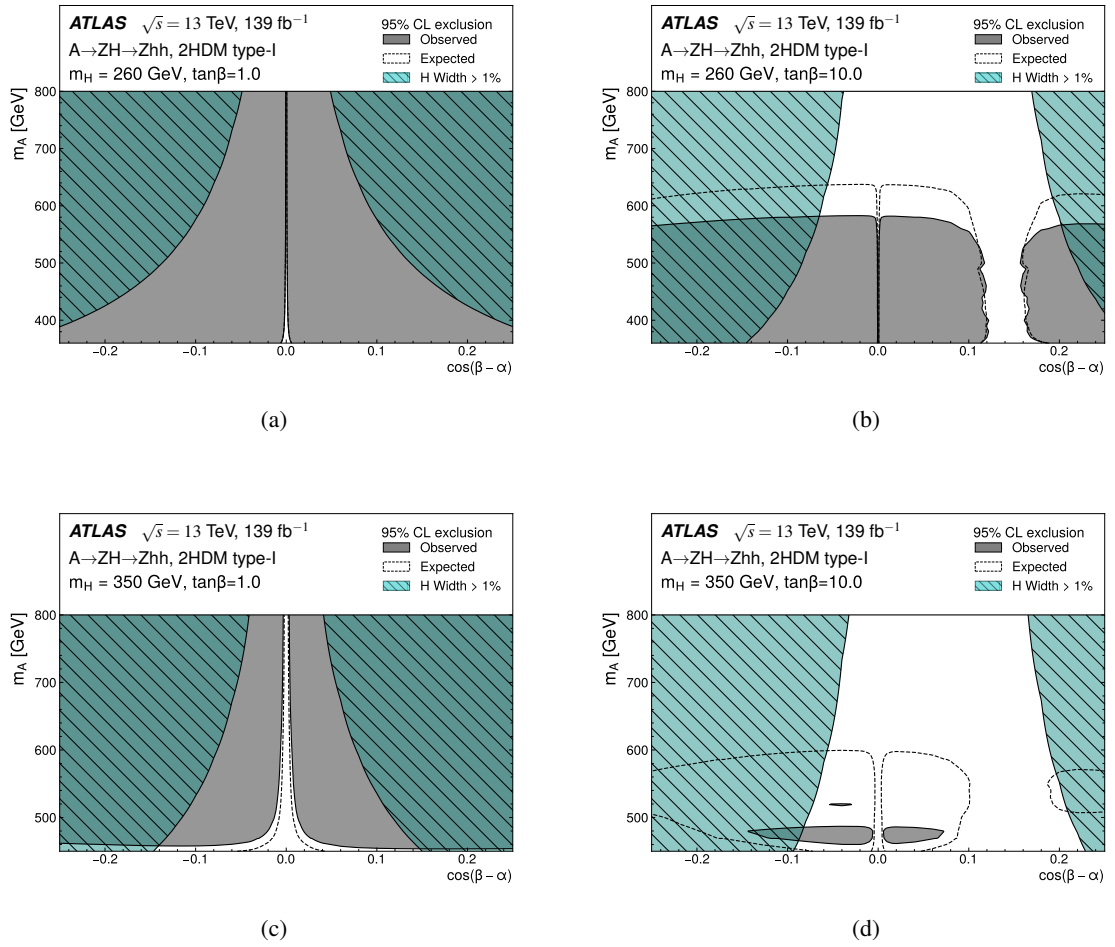 ATLAS √s = 13 TeV, 139 fb⁻¹
A→ZH→Zhh, 2HDM type-I
m_H = 260 GeV, tanβ=1.0
95% CL exclusion
Observed
Expected
H Width > 1%
m_A [GeV]
800
700
600
500
400
−0.2 −0.1 0.0 0.1 0.2
cos(β − α)
(a)
ATLAS √s = 13 TeV, 139 fb⁻¹
A→ZH→Zhh, 2HDM type-I
m_H = 260 GeV, tanβ=10.0
95% CL exclusion
Observed
Expected
H Width > 1%
m_A [GeV]
800
700
600
500
400
−0.2 −0.1 0.0 0.1 0.2
cos(β − α)
(b)
ATLAS √s = 13 TeV, 139 fb⁻¹
A→ZH→Zhh, 2HDM type-I
m_H = 350 GeV, tanβ=1.0
95% CL exclusion
Observed
Expected
H Width > 1%
m_A [GeV]
800
700
600
500
−0.2 −0.1 0.0 0.1 0.2
cos(β − α)
(c)
ATLAS √s = 13 TeV, 139 fb⁻¹
A→ZH→Zhh, 2HDM type-I
m_H = 350 GeV, tanβ=10.0
95% CL exclusion
Observed
Expected
H Width > 1%
m_A [GeV]
800
700
600
500
−0.2 −0.1 0.0 0.1 0.2
cos(β − α)
(d)